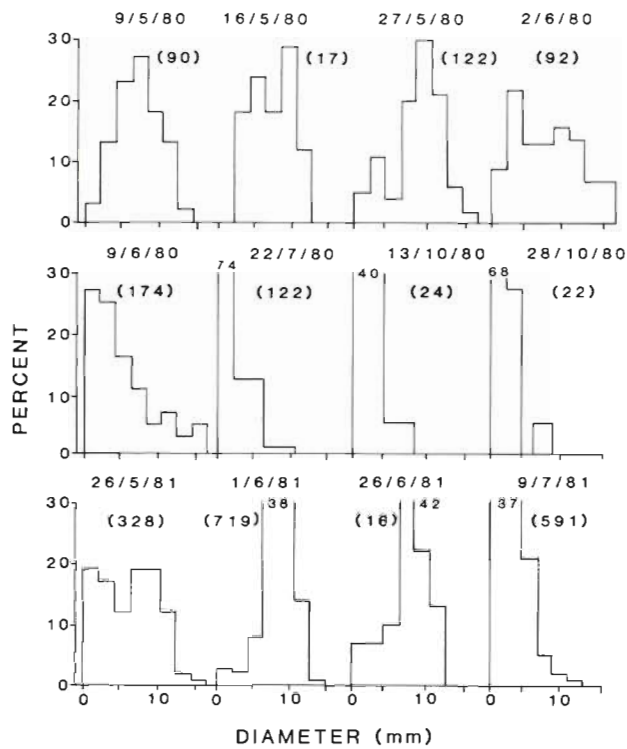 9/5/80 16/5/80 27/5/80 2/6/80
30 (90) (17) (122) (92)
20
10
0
9/6/80 22/7/80 13/10/80 28/10/80
30 74 40 68
(174) (122) (24) (22)
20
10
0
PERCENT
26/5/81 1/6/81 26/6/81 9/7/81
30 38 42 37
(328) (719) (16) (591)
20
10
0
0 10 0 10 0 10 0 10
DIAMETER (mm)